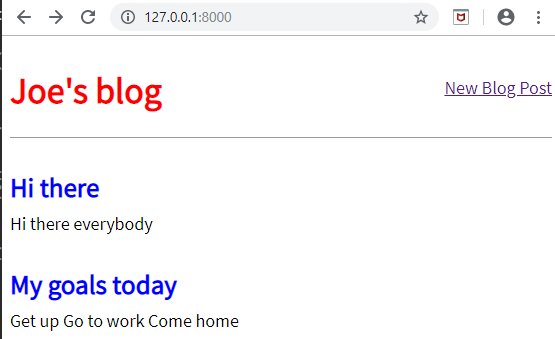 127.0.0.1:8000
Joe's blog
New Blog Post
Hi there
Hi there everybody
My goals today
Get up Go to work Come home